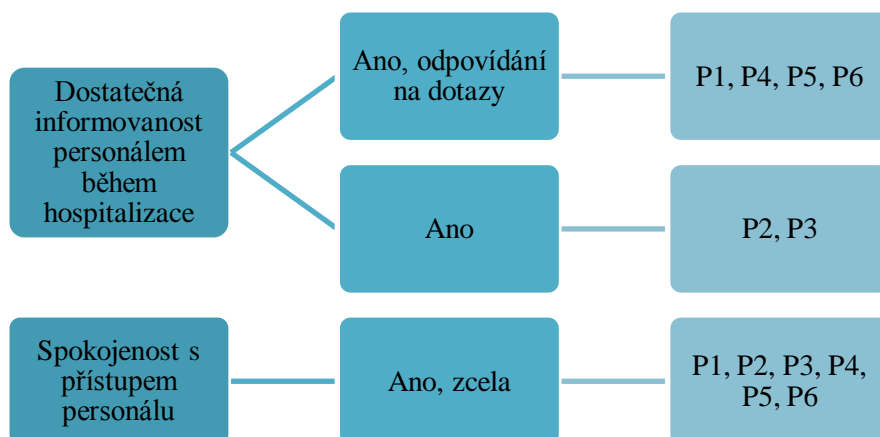 Dostatečná
informovanost
personálem
během
hospitalizace
Ano, odpovídání
na dotazy
P1, P4, P5, P6
Ano
P2, P3
Spokojenost s
přístupem
personálu
Ano, zcela
P1, P2, P3, P4,
P5, P6